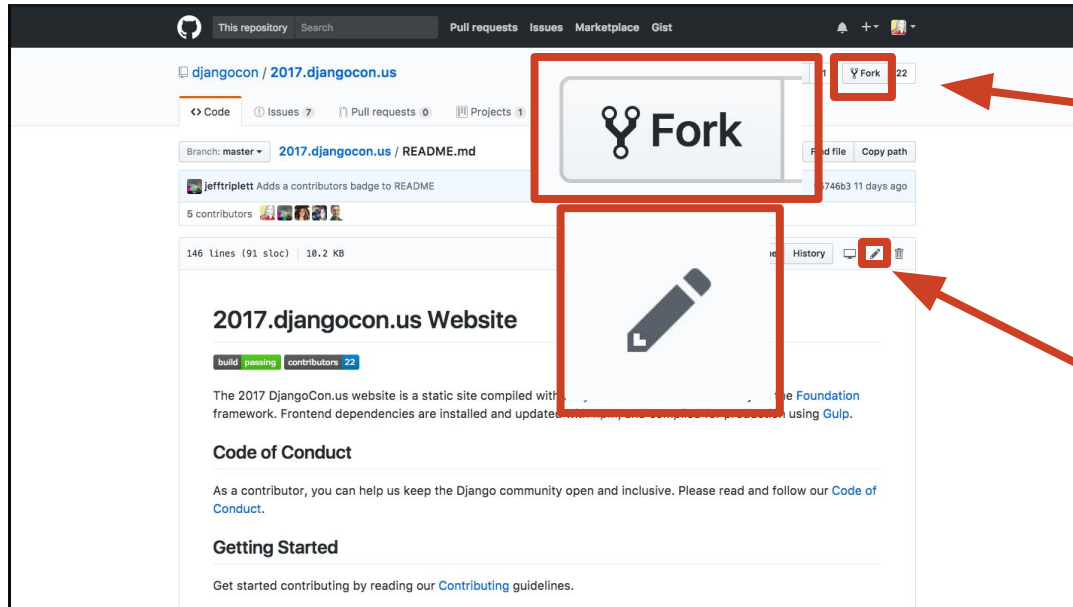 This repository Search Pull requests Issues Marketplace Gist
djangocon / 2017.djangocon.us
Fork 22
Code Issues 7 Pull requests 0 Projects 1
Fork
Branch: master 2017.djangocon.us / README.md
file Copy path
jefftriplett Adds a contributors badge to README
11 days ago
5 contributors
146 lines (91 sloc) 10.2 KB
History
2017.djangocon.us Website
build passing contributors 22
The 2017 DjangoCon.us website is a static site compiled with the Foundation
framework. Frontend dependencies are installed and updated using Gulp.
Code of Conduct
As a contributor, you can help us keep the Django community open and inclusive. Please read and follow our Code of
Conduct.
Getting Started
Get started contributing by reading our Contributing guidelines.